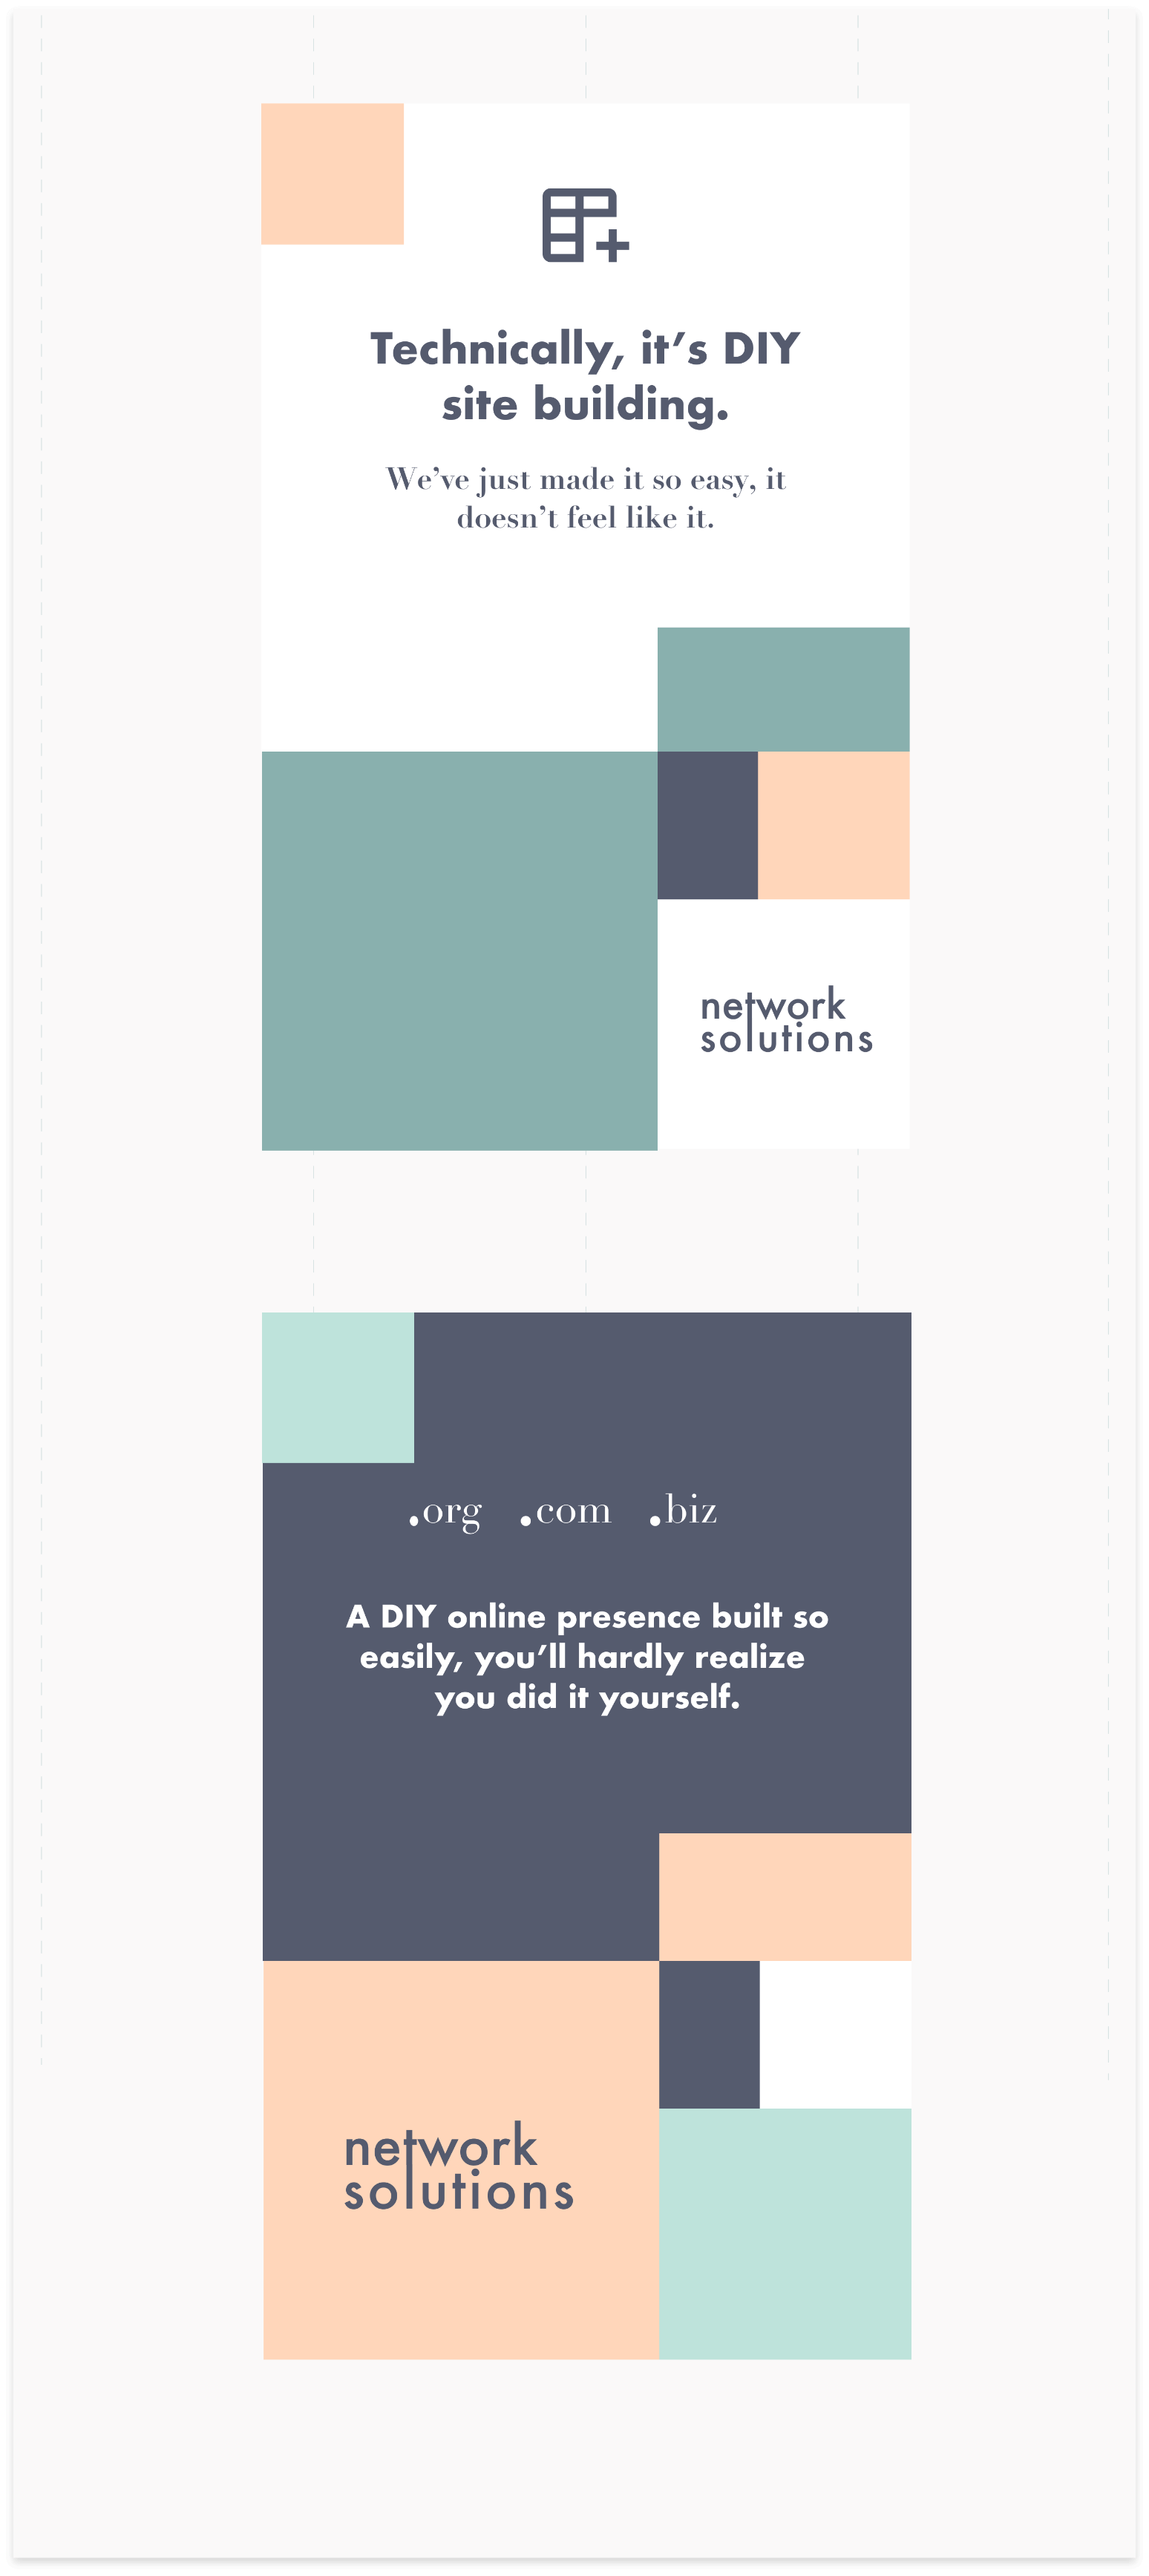 Technically, it’s DIY
site building.
We’ve just made it so easy, it
doesn’t feel like it.
network
solutions
.org .com .biz
A DIY online presence built so
easily, you’ll hardly realize
you did it yourself.
network
solutions